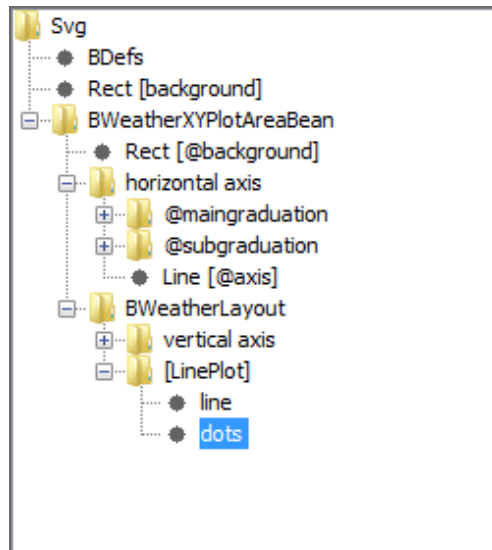 Svg
BDefs
Rect [background]
BWeatherXYPlotAreaBean
Rect [@background]
horizontal axis
@maingraduation
@subgraduation
Line [@axis]
BWeatherLayout
vertical axis
[LinePlot]
line
dots